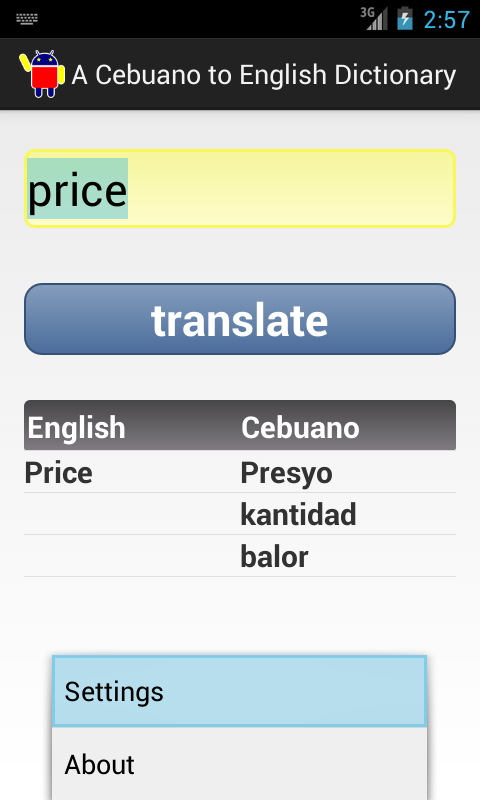 3G 2:57
A Cebuano to English Dictionary
price
translate
English Cebuano
Price Presyo
kantidad
balor
Settings
About